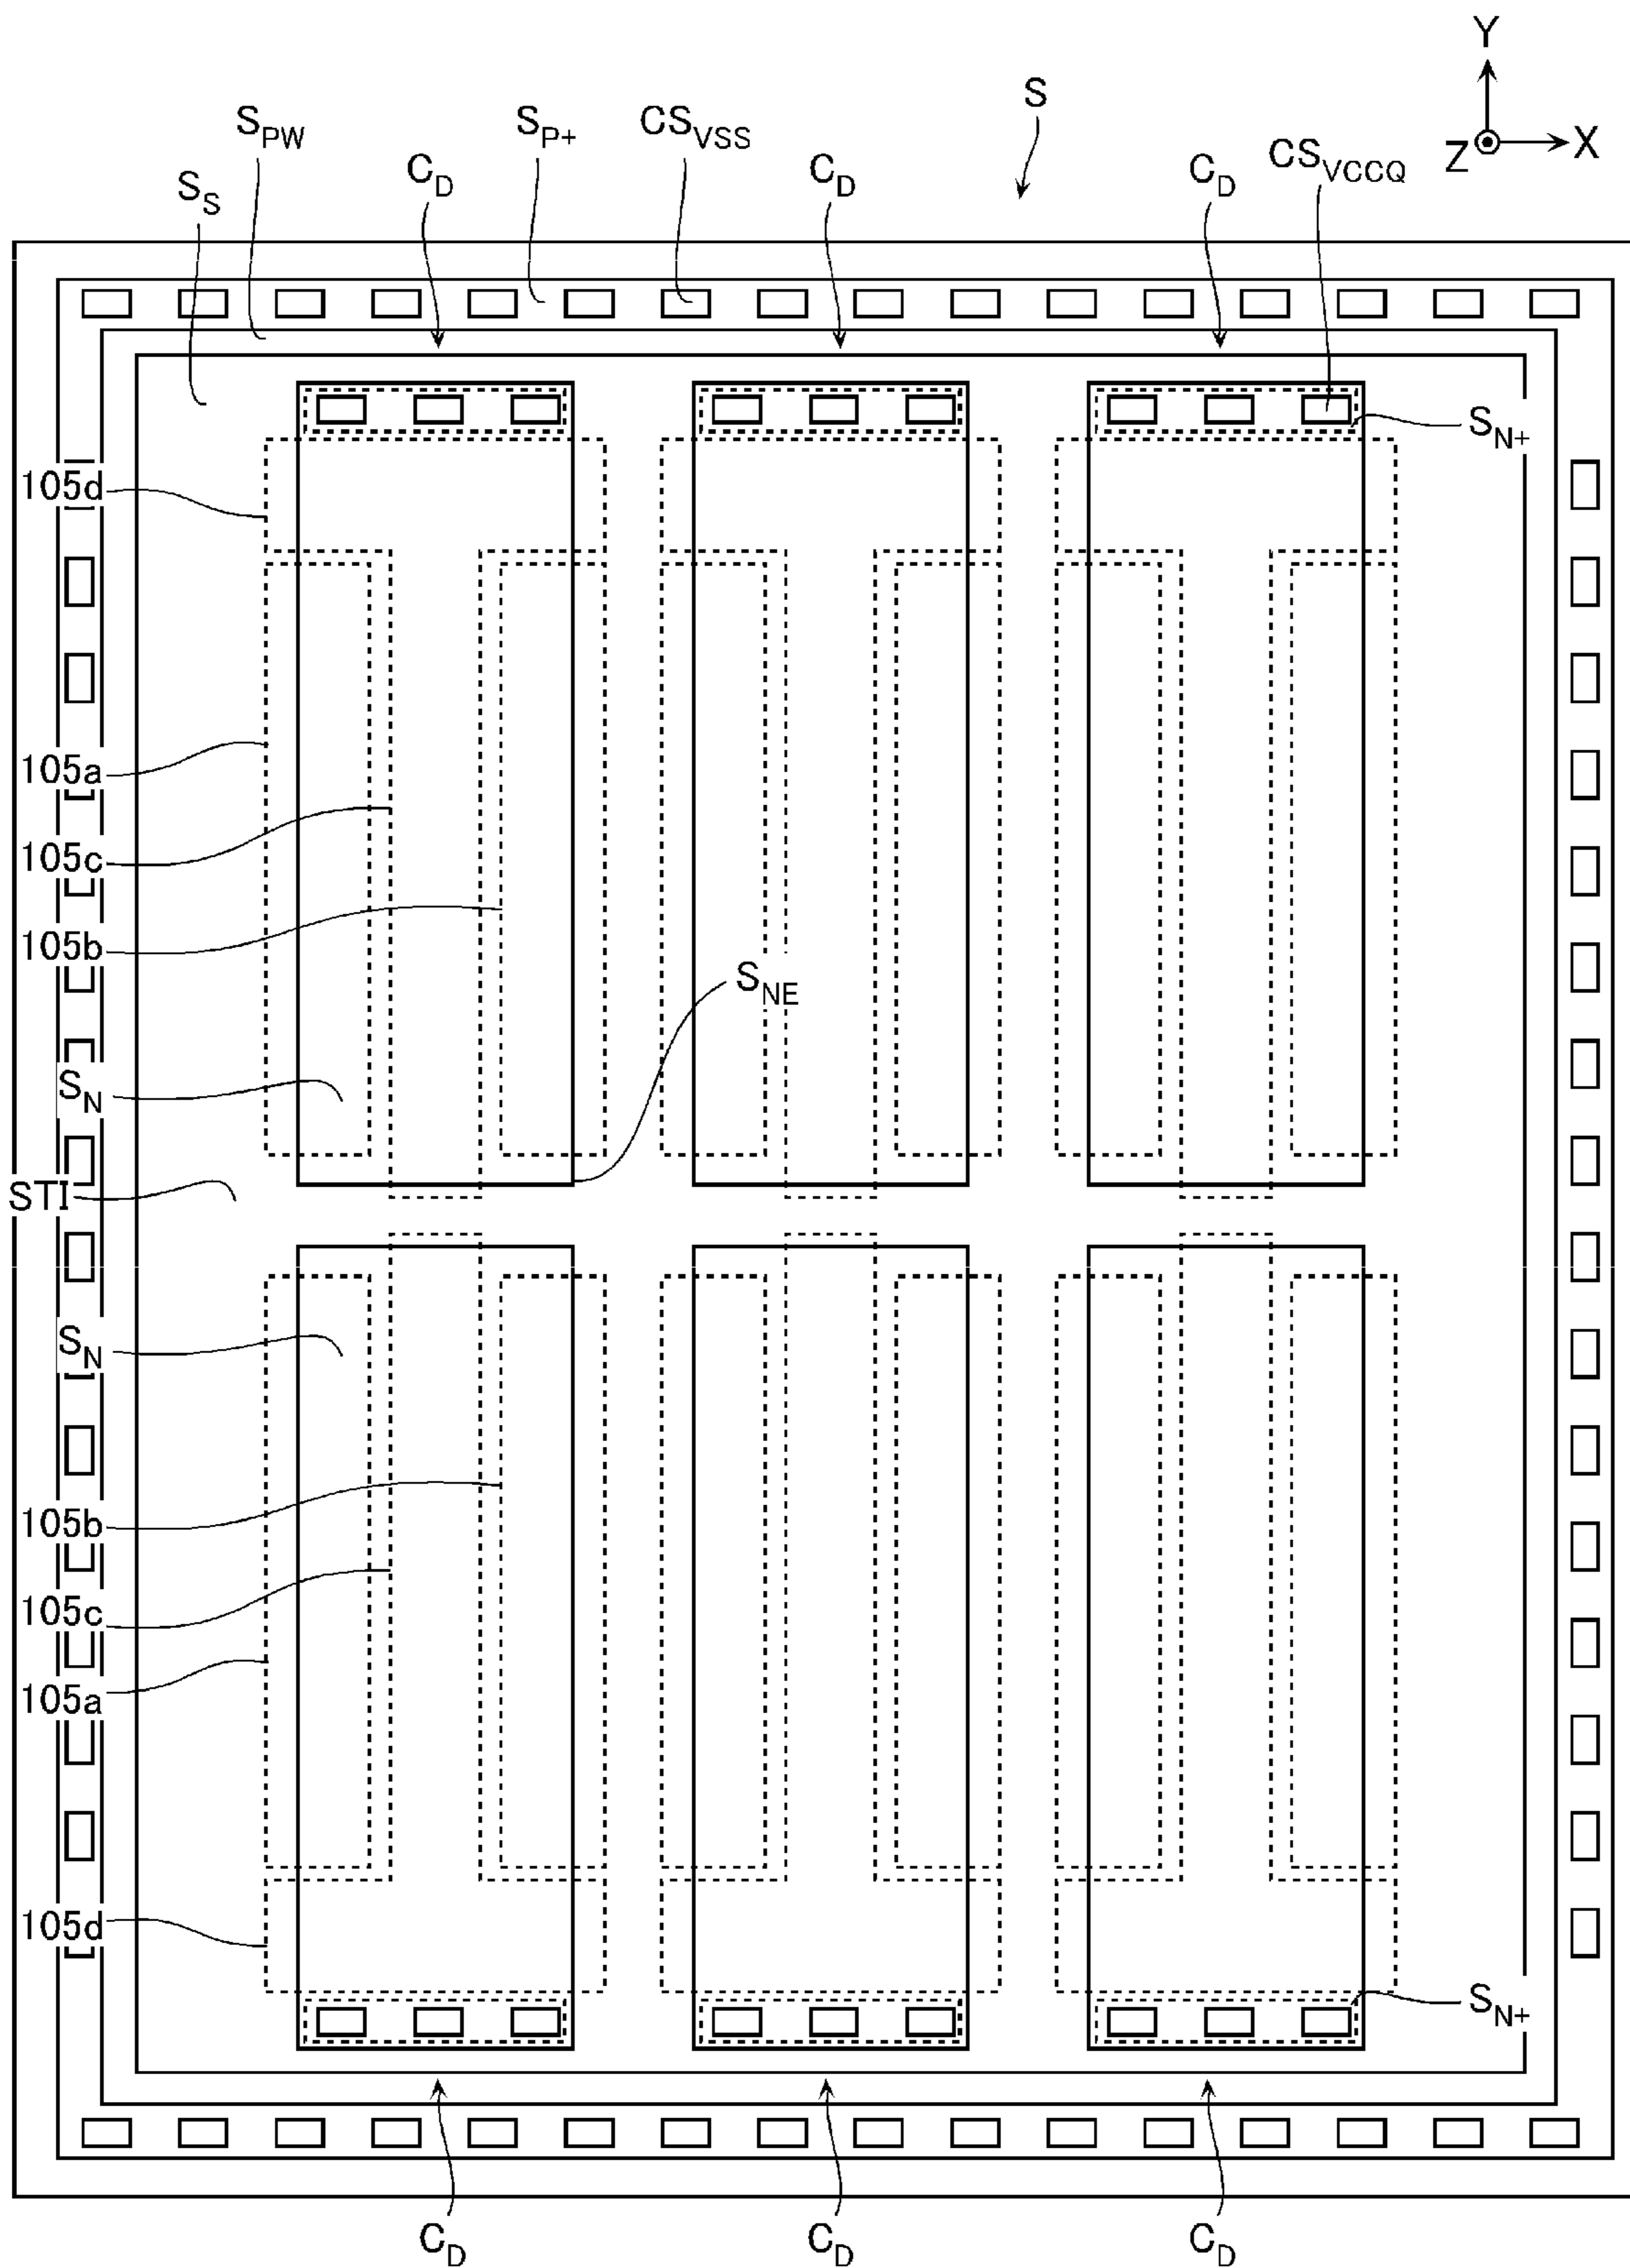 Y
S
S_PW S_P+ CS_VSS
Z X
C_D C_D C_D CS_VCCQ
S_S
S_N+
105d
105a
105c
105b
S_NE
S_N
STI
S_N
105b
105c
105a
105d
S_N+
C_D C_D C_D